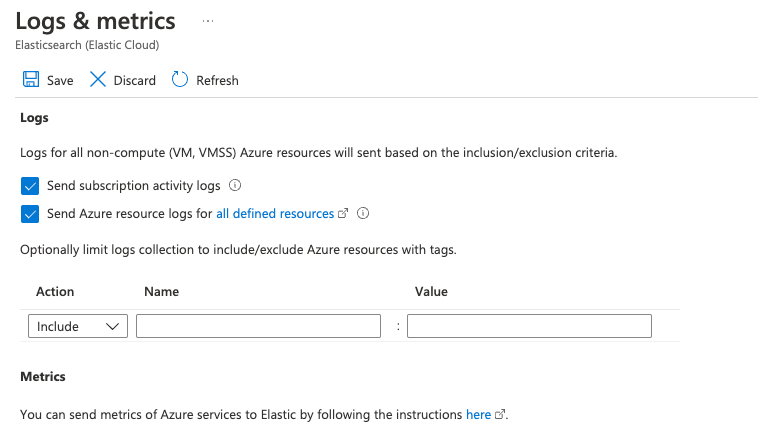 Logs & metrics ...
Elasticsearch (Elastic Cloud)
Save Discard Refresh
Logs
Logs for all non-compute (VM, VMSS) Azure resources will sent based on the inclusion/exclusion criteria.
Send subscription activity logs
Send Azure resource logs for all defined resources
Optionally limit logs collection to include/exclude Azure resources with tags.
Action Name Value
Include :
Metrics
You can send metrics of Azure services to Elastic by following the instructions here.